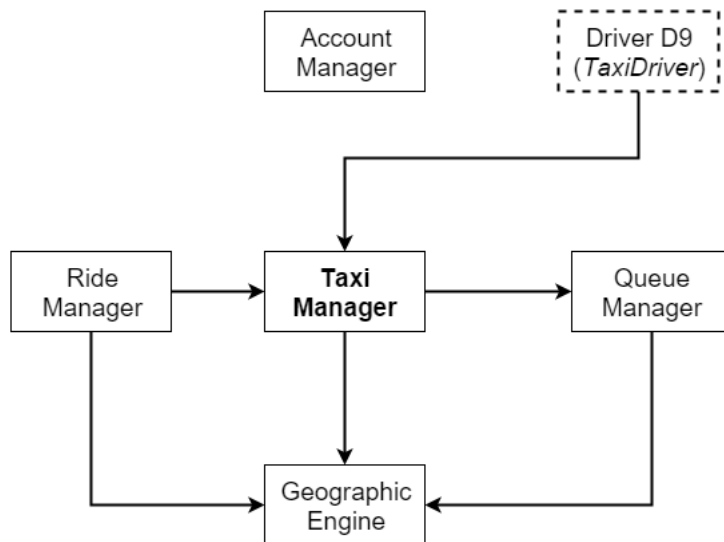 Account
Manager
Driver D9
(TaxiDriver)
Ride
Manager
Taxi
Manager
Queue
Manager
Geographic
Engine